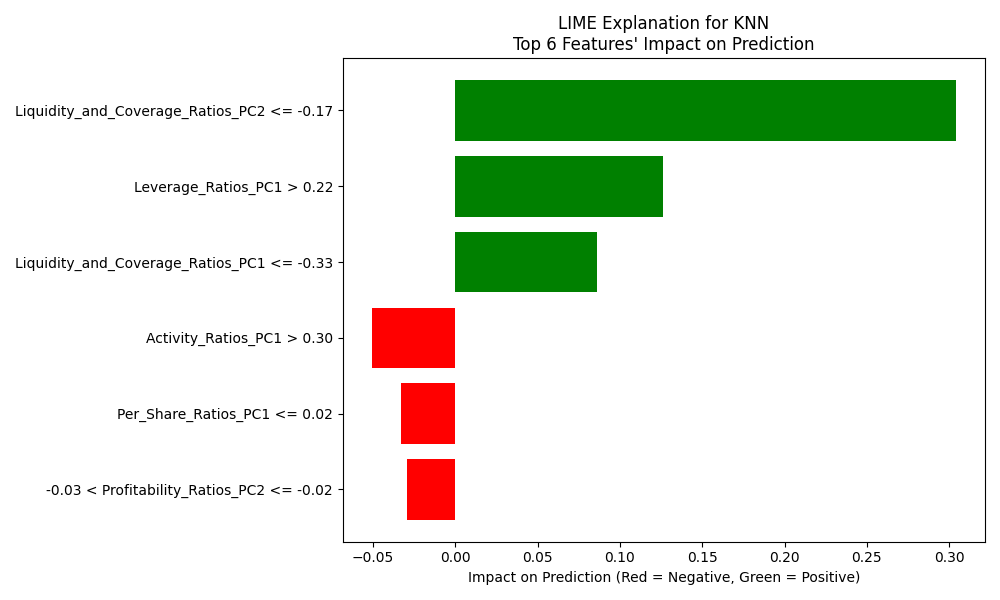 LIME Explanation for KNN
Top 6 Features' Impact on Prediction
Liquidity_and_Coverage_Ratios_PC2 <= -0.17
Leverage_Ratios_PC1 > 0.22
Liquidity_and_Coverage_Ratios_PC1 <= -0.33
Activity_Ratios_PC1 > 0.30
Per_Share_Ratios_PC1 <= 0.02
-0.03 < Profitability_Ratios_PC2 <= -0.02
−0.05 0.00 0.05 0.10 0.15 0.20 0.25 0.30
Impact on Prediction (Red = Negative, Green = Positive)